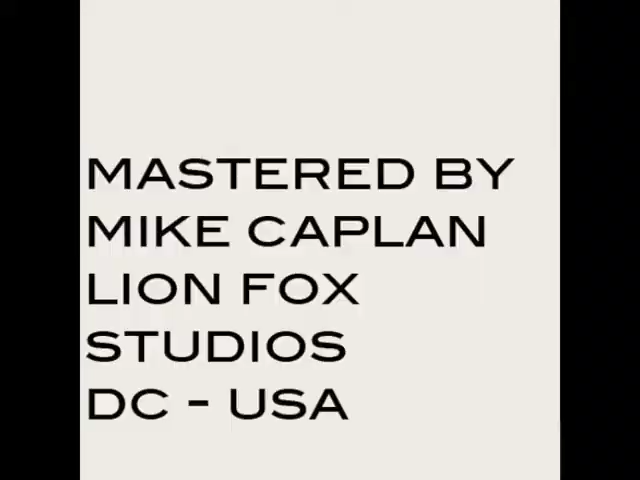 MASTERED BY
MIKE CAPLAN
LION FOX
STUDIOS
DC - USA